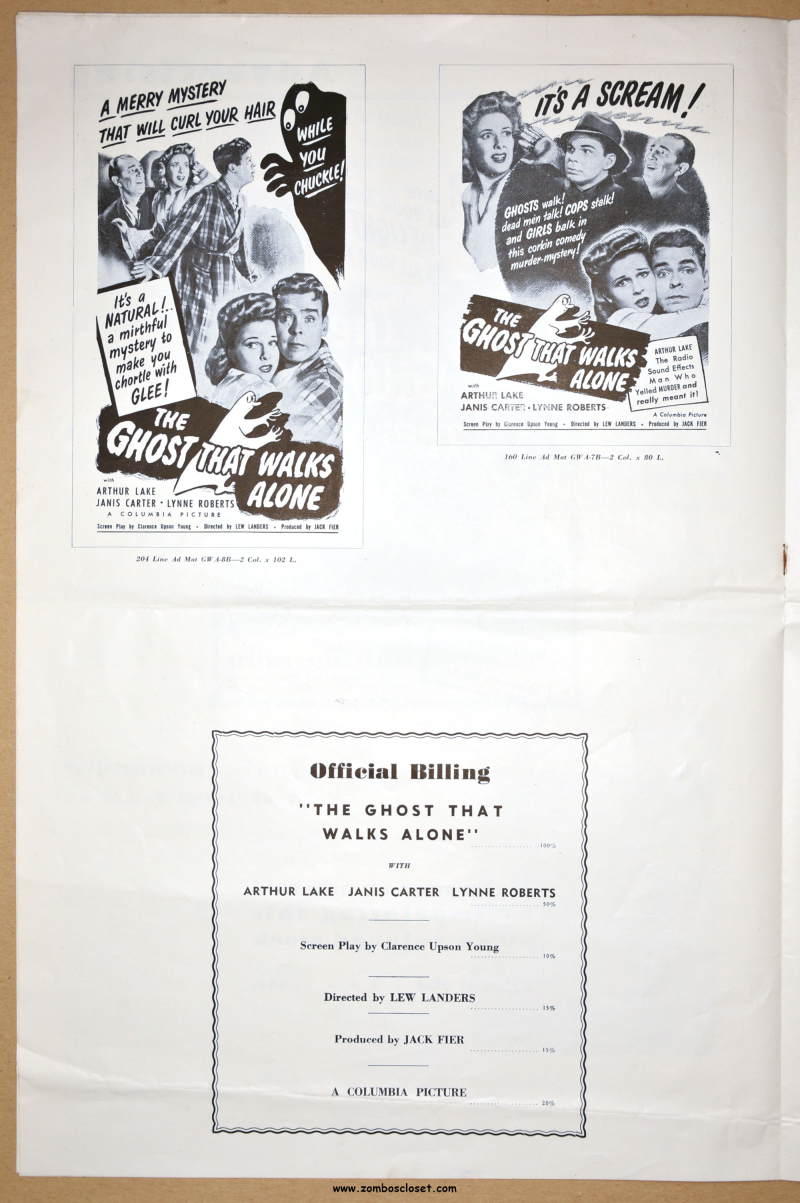 A MERRY MYSTERY
THAT WILL CURL YOUR HAIR
WHILE
YOU
CHUCKLE!
It's a
NATURAL!..
a mirthful
mystery to
make you
chortle with
GLEE!
THE
GHOST THAT WALKS
ALONE
with
ARTHUR LAKE
JANIS CARTER • LYNNE ROBERTS
A COLUMBIA PICTURE
Screen Play by Clarence Upson Young • Directed by LEW LANDERS • Produced by JACK FIER
204 Line Ad Mat GWA-8B—2 Col. x 102 L.
IT'S A SCREAM!
GHOSTS walk!
dead men talk! COPS stalk!
and GIRLS balk in
this corkin comedy
murder-mystery!
THE
GHOST THAT WALKS
ALONE
with
ARTHUR LAKE
JANIS CARTER • LYNNE ROBERTS
ARTHUR LAKE
The Radio
Sound Effects
Man Who
Yelled MURDER and
really meant it!
A Columbia Picture
Screen Play by Clarence Upson Young • Directed by LEW LANDERS • Produced by JACK FIER
160 Line Ad Mat GWA-7B—2 Col. x 80 L.
Official Billing
"THE GHOST THAT
WALKS ALONE"
100%
WITH
ARTHUR LAKE JANIS CARTER LYNNE ROBERTS
50%
Screen Play by Clarence Upson Young
10%
Directed by LEW LANDERS
15%
Produced by JACK FIER
15%
A COLUMBIA PICTURE
20%
www.zomboscloset.com